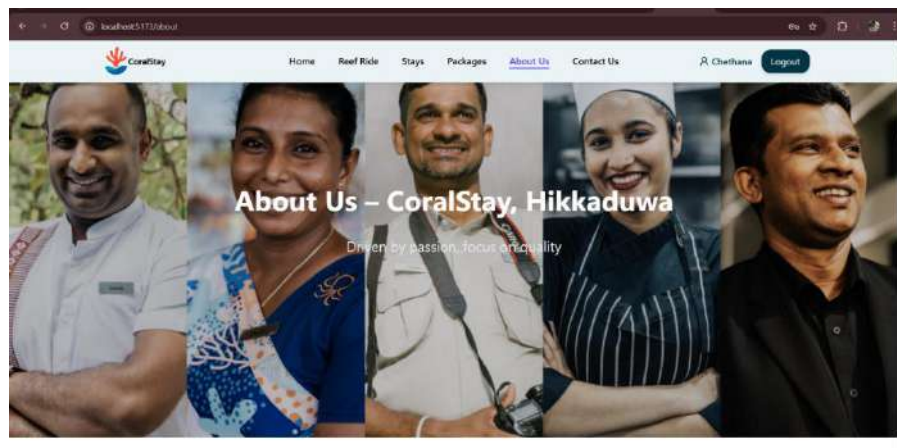 localhost:5173/about
CoralStay
Home Reef Ride Stays Packages About Us Contact Us
Chethana
Logout
About Us – CoralStay, Hikkaduwa
Driven by passion, focus on quality